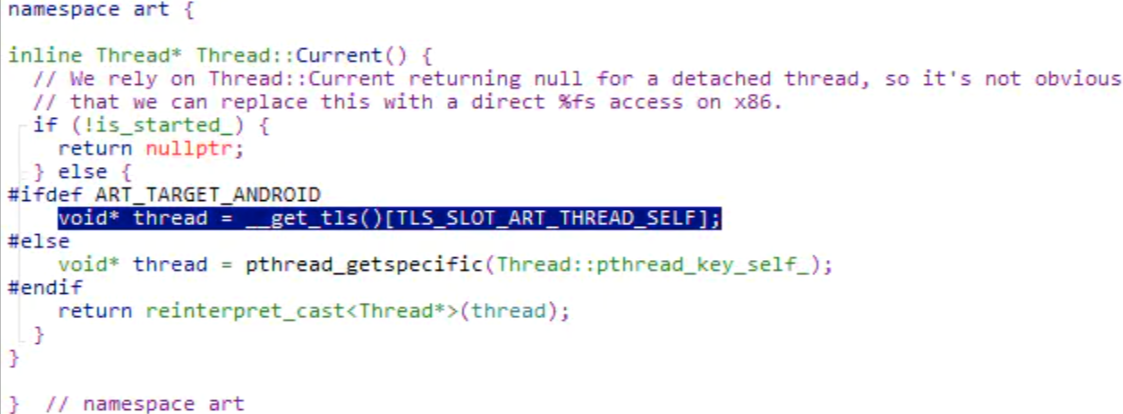 namespace art {
inline Thread* Thread::Current() {
// We rely on Thread::Current returning null for a detached thread, so it's not obvious
// that we can replace this with a direct %fs access on x86.
if (!is_started_) {
return nullptr;
} else {
#ifdef ART_TARGET_ANDROID
void* thread = __get_tls()[TLS_SLOT_ART_THREAD_SELF];
#else
void* thread = pthread_getspecific(Thread::pthread_key_self_);
#endif
return reinterpret_cast<Thread*>(thread);
}
}
} // namespace art